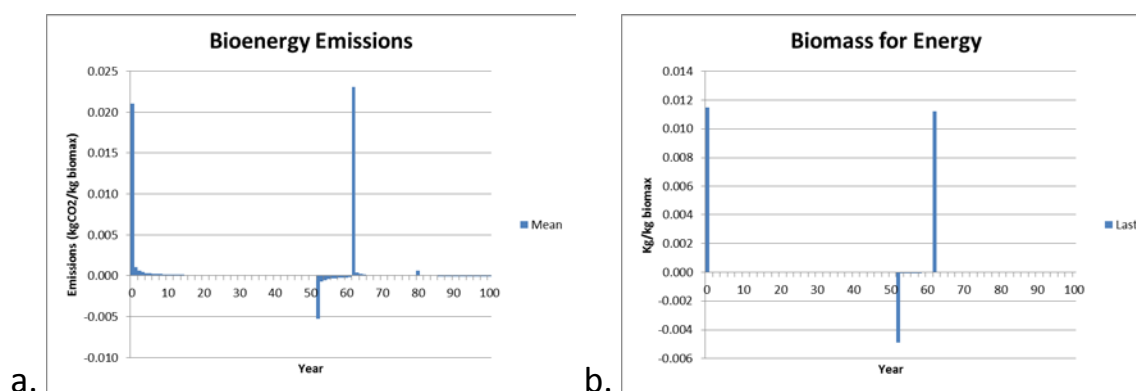 Bioenergy Emissions
0.025
0.020
0.015
0.010
0.005
0.000
-0.005
-0.010
Emissions (kgCO2/kg biomax)
0 10 20 30 40 50 60 70 80 90 100
Year
Mean
a.
Biomass for Energy
0.014
0.012
0.010
0.008
0.006
0.004
0.002
0.000
-0.002
-0.004
-0.006
Kg/kg biomax
0 10 20 30 40 50 60 70 80 90 100
Year
Last
b.